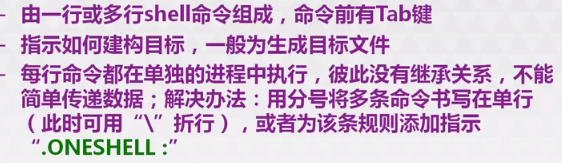 - 由一行或多行shell命令组成，命令前有Tab键
- 指示如何建构目标，一般为生成目标文件
- 每行命令都在单独的进程中执行，彼此没有继承关系，不能
简单传递数据；解决办法：用分号将多条命令书写在单行
（此时可用“\”折行），或者为该条规则添加指示
“.ONESHELL :”